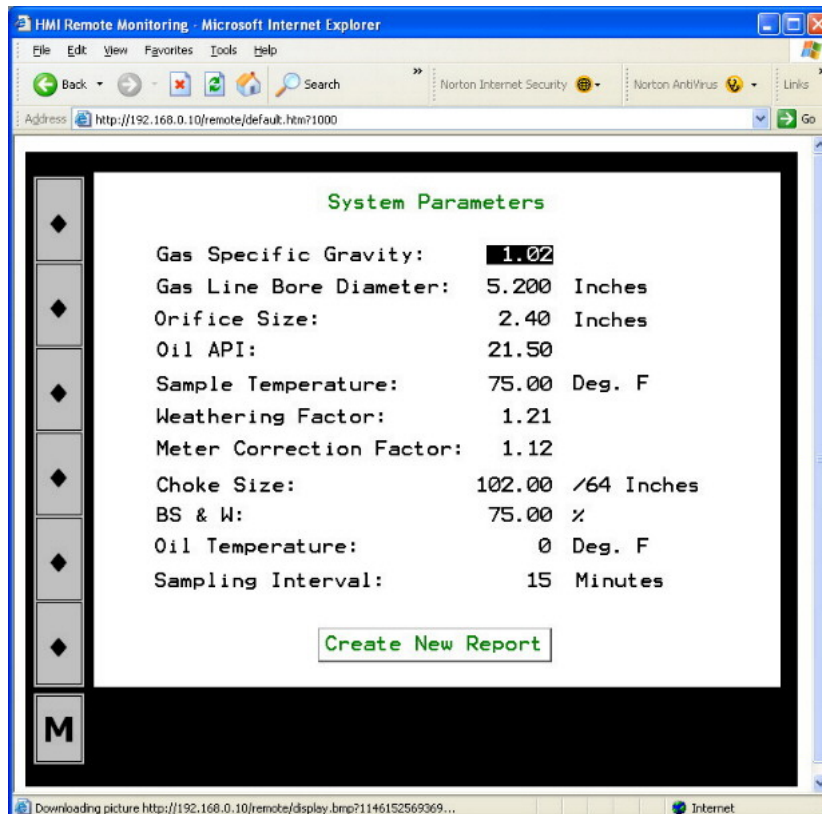 HMI Remote Monitoring - Microsoft Internet Explorer
File Edit View Favorites Tools Help
Back Search » Norton Internet Security Norton AntiVirus Links »
Address http://192.168.0.10/remote/default.htm?1000 Go
System Parameters
Gas Specific Gravity: 1.02
Gas Line Bore Diameter: 5.200 Inches
Orifice Size: 2.40 Inches
Oil API: 21.50
Sample Temperature: 75.00 Deg. F
Weathering Factor: 1.21
Meter Correction Factor: 1.12
Choke Size: 102.00 /64 Inches
BS & W: 75.00 %
Oil Temperature: 0 Deg. F
Sampling Interval: 15 Minutes
Create New Report
M
Downloading picture http://192.168.0.10/remote/display.bmp?1146152569369... Internet